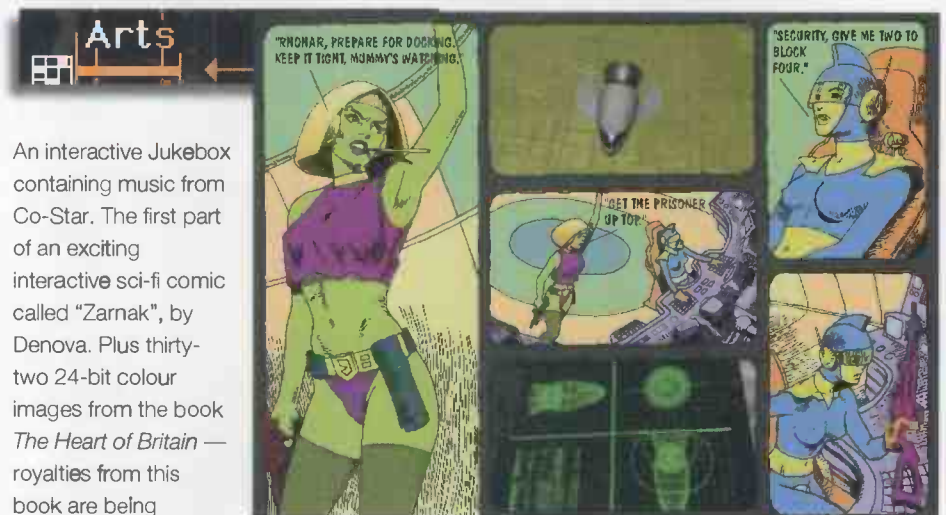 Arts
An interactive Jukebox
containing music from
Co-Star. The first part
of an exciting
interactive sci-fi comic
called "Zarnak", by
Denova. Plus thirty-
two 24-bit colour
images from the book
The Heart of Britain —
royalties from this
book are being
"RHONAR, PREPARE FOR DOCKING.
KEEP IT TIGHT, MUMMY'S WATCHING."
"GET THE PRISONER
UP TOP."
"SECURITY, GIVE ME TWO TO
BLOCK
FOUR."